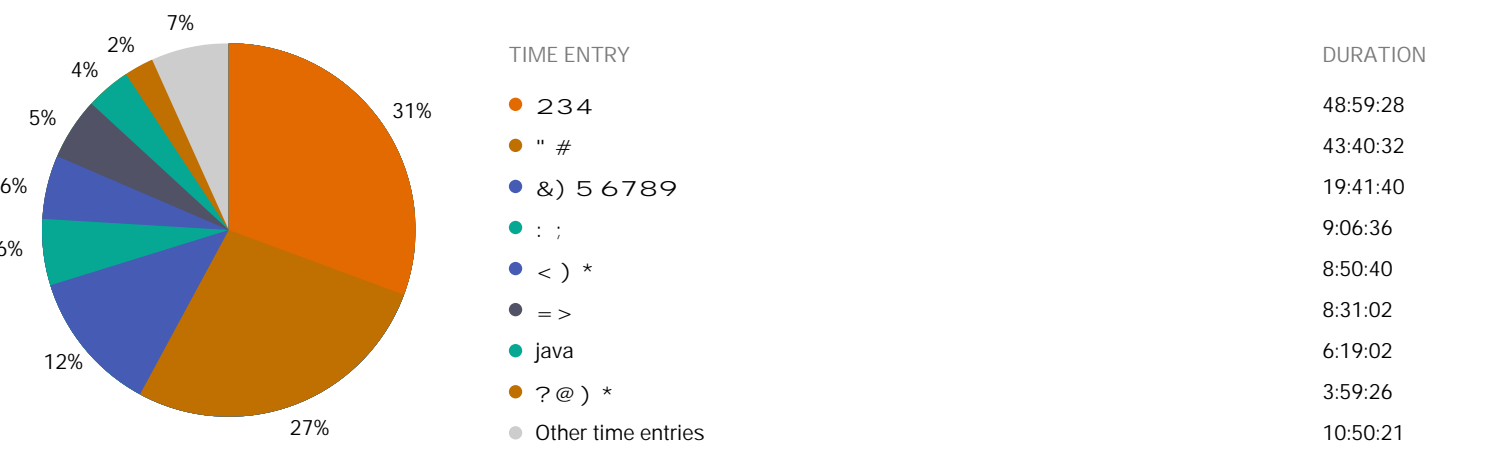 7%
2%
4%
5%
6%
6%
12%
27%
31%
TIME ENTRY DURATION
234 48:59:28
" # 43:40:32
&) 5 6789 19:41:40
: ; 9:06:36
< ) * 8:50:40
= > 8:31:02
java 6:19:02
? @ ) * 3:59:26
Other time entries 10:50:21